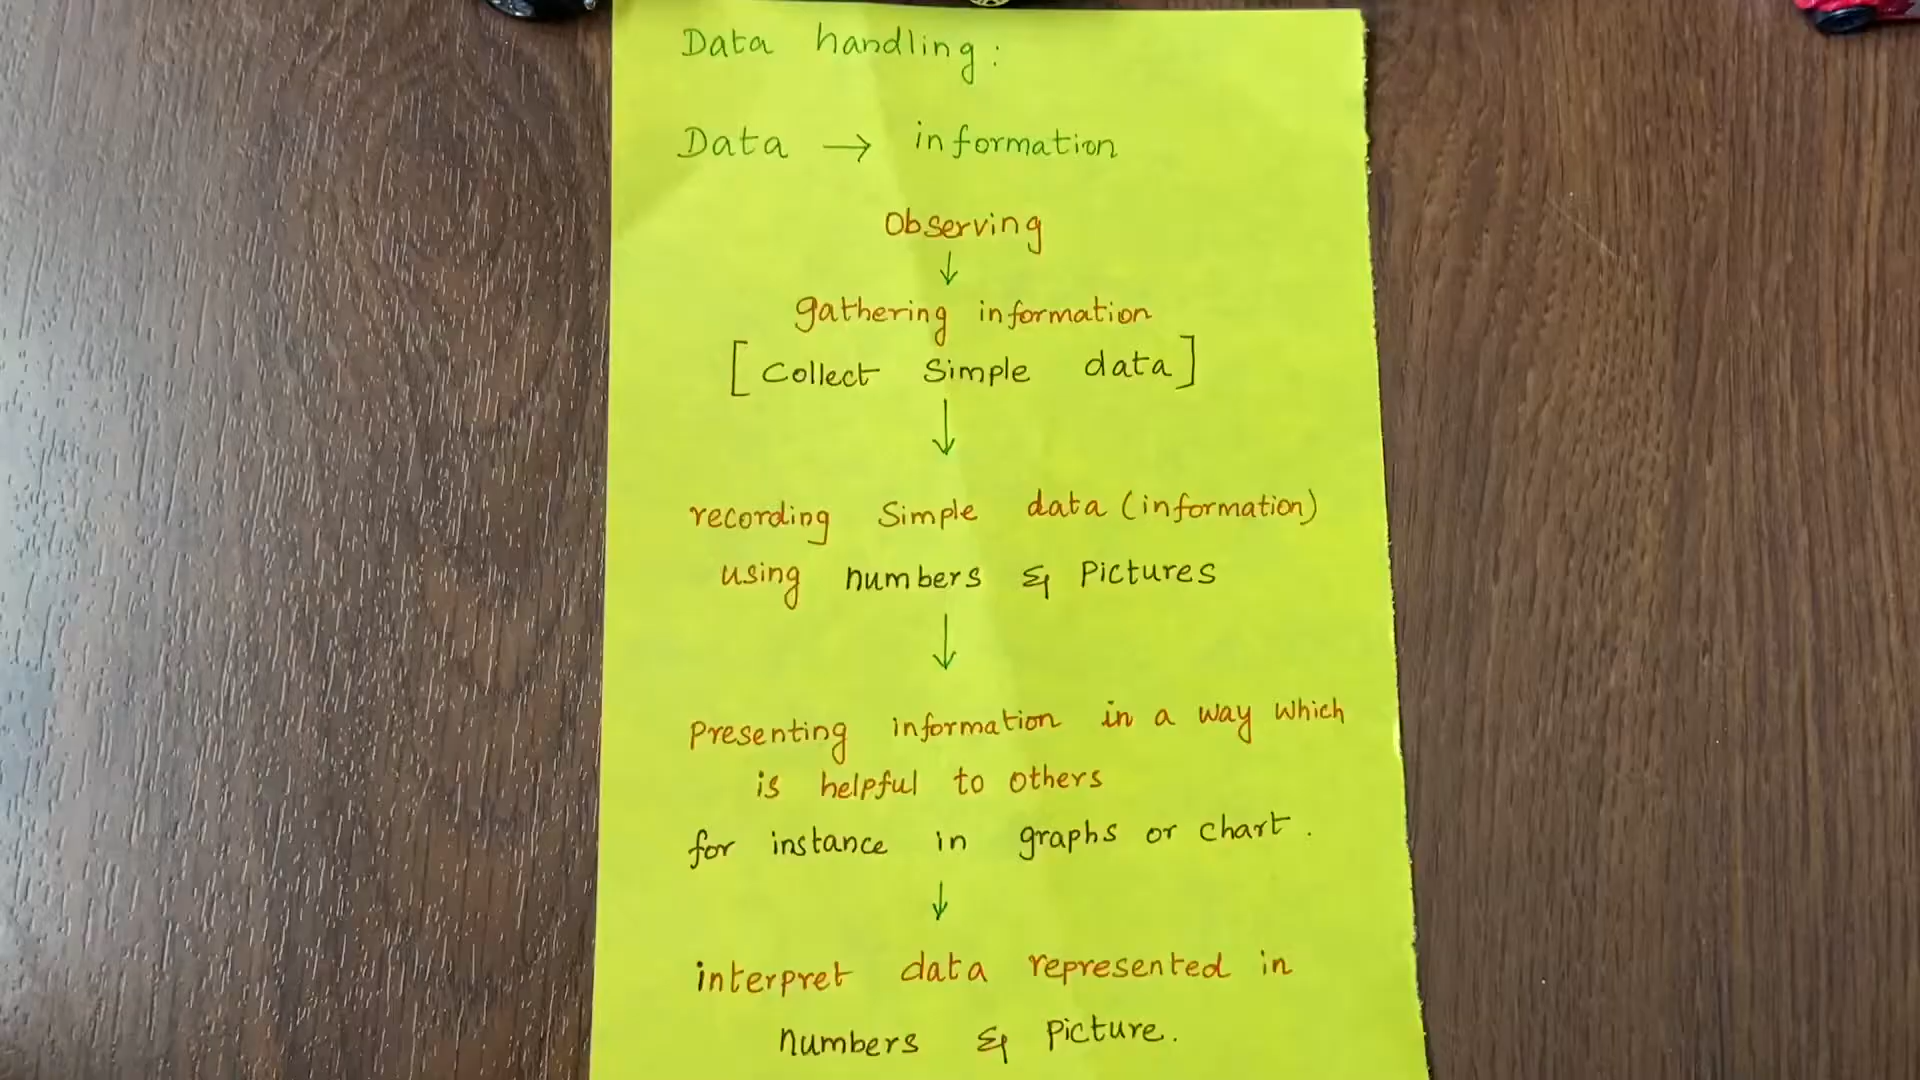 Data handling:
Data → information
Observing
↓
gathering information
[Collect Simple data]
↓
recording Simple data (information)
using numbers & Pictures
↓
Presenting information in a way which
is helpful to others
for instance in graphs or chart.
↓
interpret data represented in
numbers & picture.